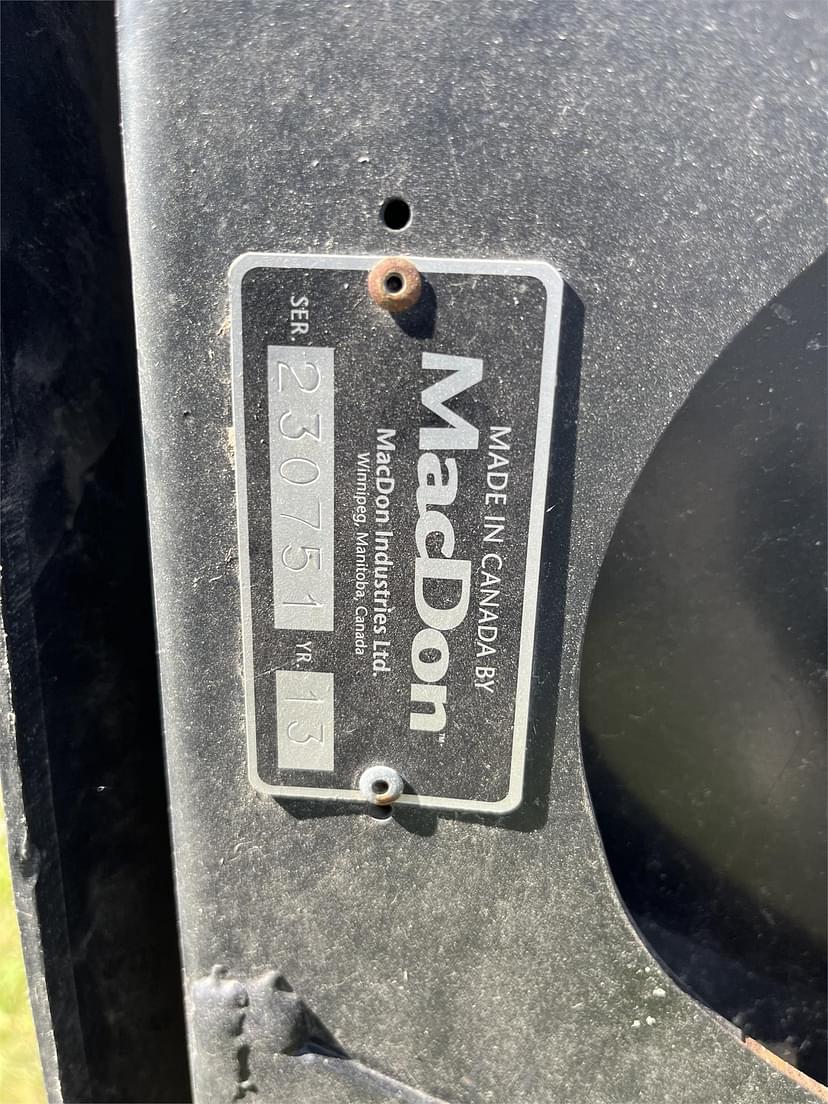 MADE IN CANADA BY
MacDon™
MacDon Industries Ltd.
Winnipeg, Manitoba, Canada
SER. 230751 YR. 13